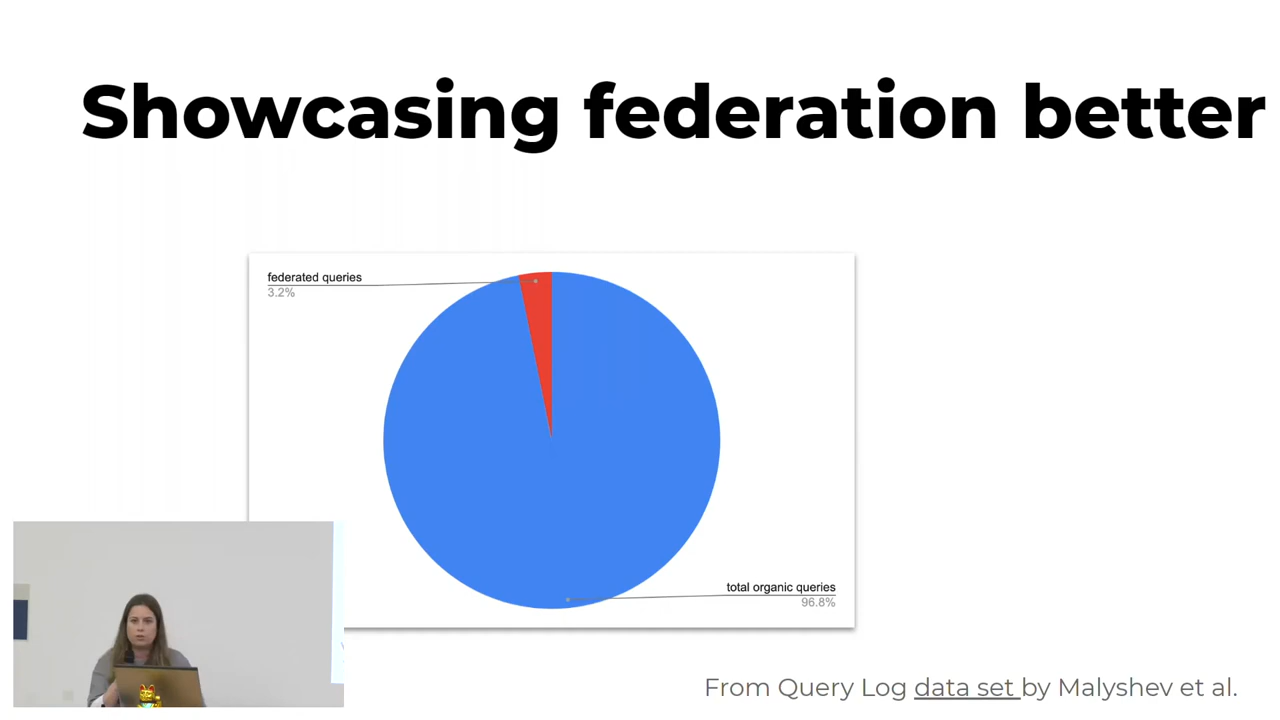 Showcasing federation better
federated queries
3.2%
total organic queries
96.8%
From Query Log data set by Malyshev et al.